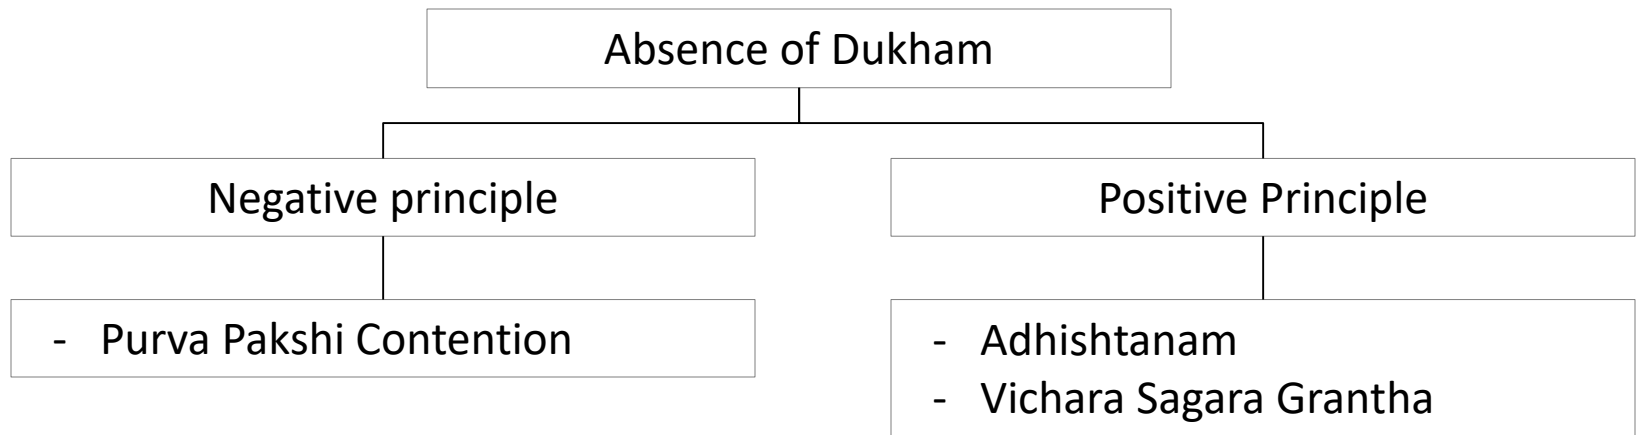 Absence of Dukham
Negative principle
Positive Principle
- Purva Pakshi Contention
- Adhishtanam
- Vichara Sagara Grantha